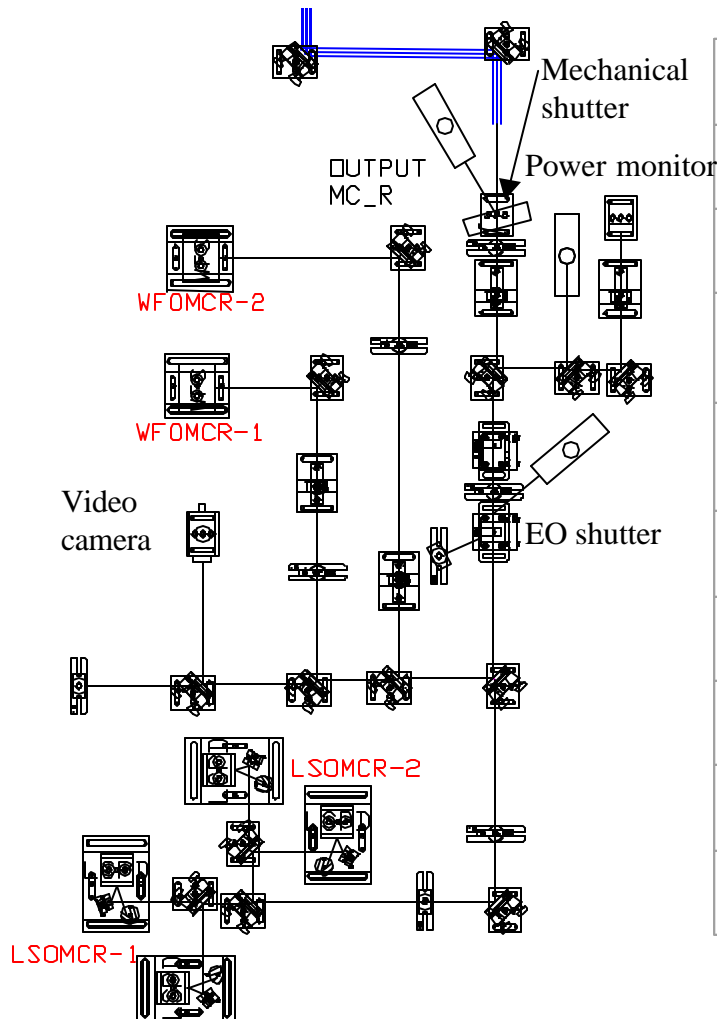 Mechanical
shutter
OUTPUT
MC_R
Power monitor
WFOMCR-2
WFOMCR-1
Video
camera
EO shutter
LSOMCR-2
LSOMCR-1